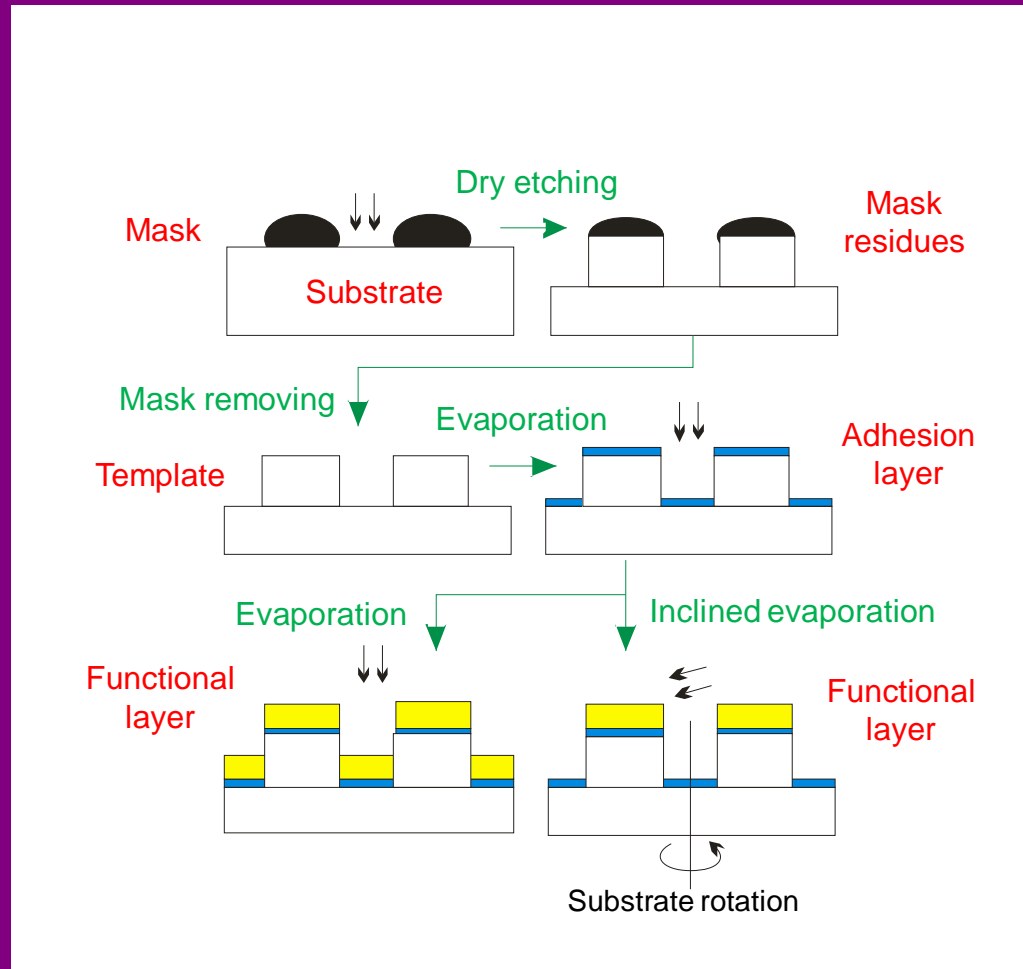 Dry etching
Mask
Mask
residues
Substrate
Mask removing
Evaporation
Adhesion
layer
Template
Evaporation
Inclined evaporation
Functional
layer
Functional
layer
Substrate rotation